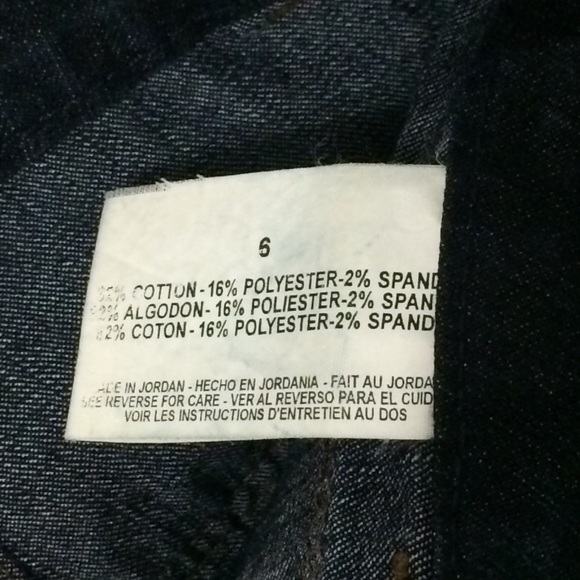 6
82% COTTON-16% POLYESTER-2% SPAND
82% ALGODON-16% POLIESTER-2% SPAN
82% COTON-16% POLYESTER-2% SPAND
ADE IN JORDAN - HECHO EN JORDANIA - FAIT AU JORDA
SEE REVERSE FOR CARE - VER AL REVERSO PARA EL CUID
VOIR LES INSTRUCTIONS D'ENTRETIEN AU DOS